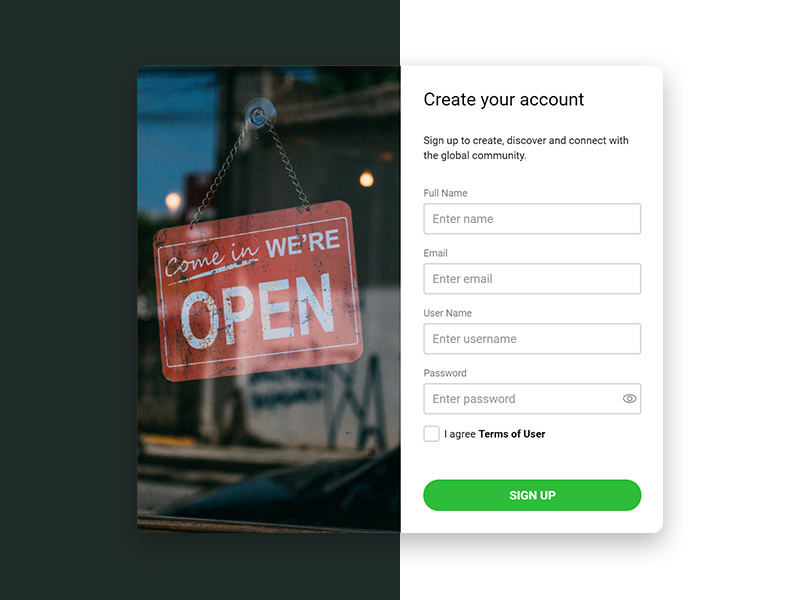 Come in WE'RE
OPEN
Create your account
Sign up to create, discover and connect with
the global community.
Full Name
Enter name
Email
Enter email
User Name
Enter username
Password
Enter password
I agree Terms of User
SIGN UP